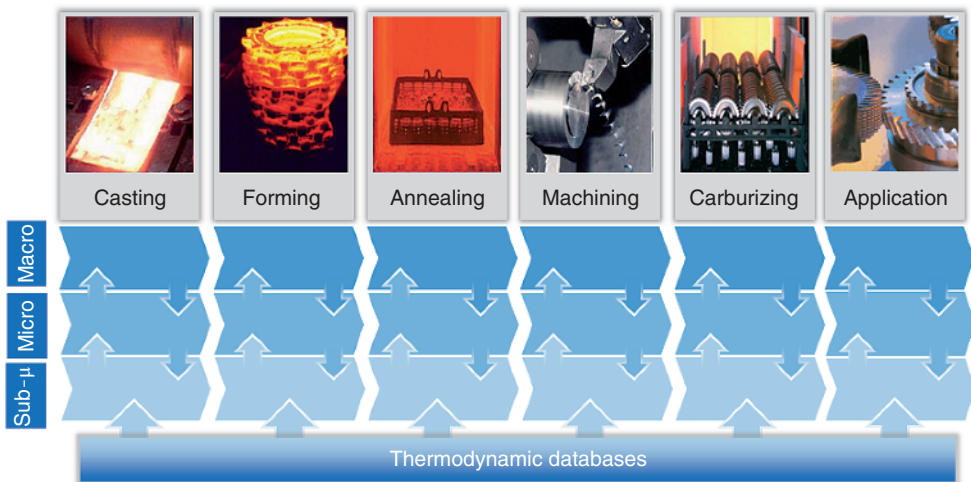 Casting
Forming
Annealing
Machining
Carburizing
Application
Macro
Micro
Sub-μ
Thermodynamic databases